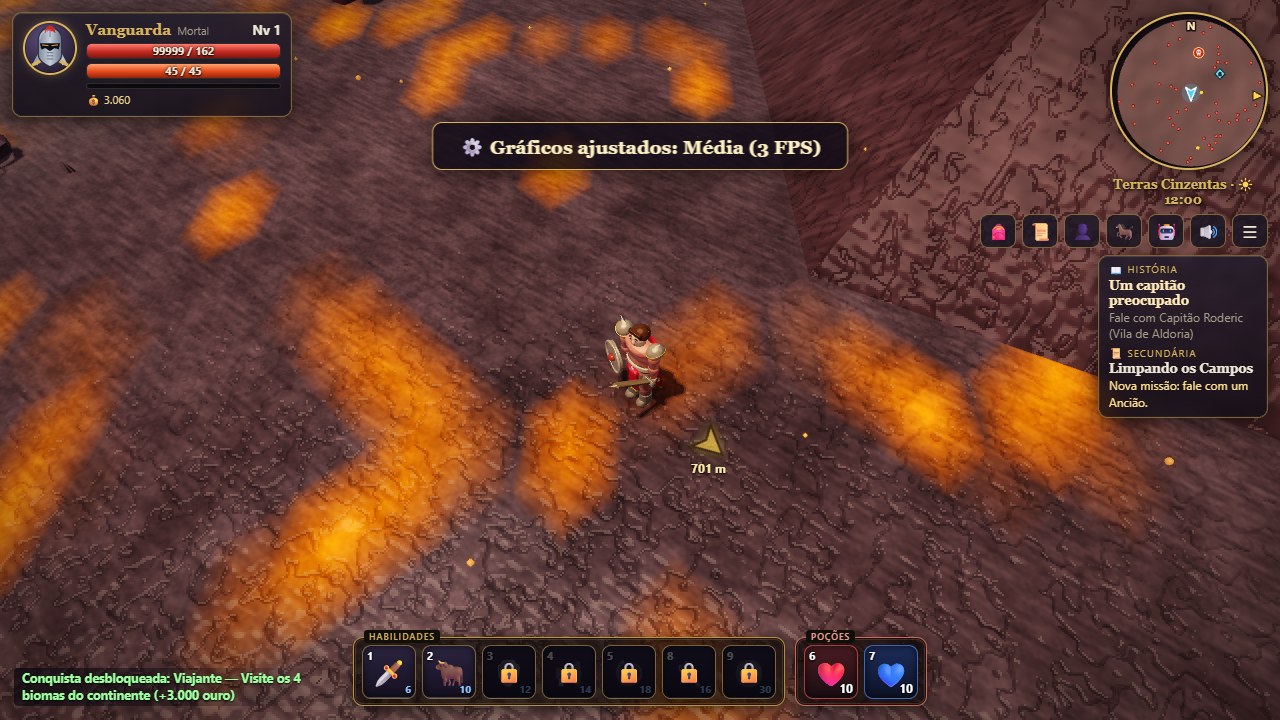 Vanguarda Mortal Nv 1
99999 / 162
45 / 45
3.060
Gráficos ajustados: Média (3 FPS)
N
Terras Cinzentas ·
12:00
HISTÓRIA
Um capitão
preocupado
Fale com Capitão Roderic
(Vila de Aldoria)
SECUNDÁRIA
Limpando os Campos
Nova missão: fale com um
Ancião.
701 m
HABILIDADES
1 6
2 10
3 12
4 14
5 18
8 16
9 30
POÇÕES
6 10
7 10
Conquista desbloqueada: Viajante — Visite os 4
biomas do continente (+3.000 ouro)